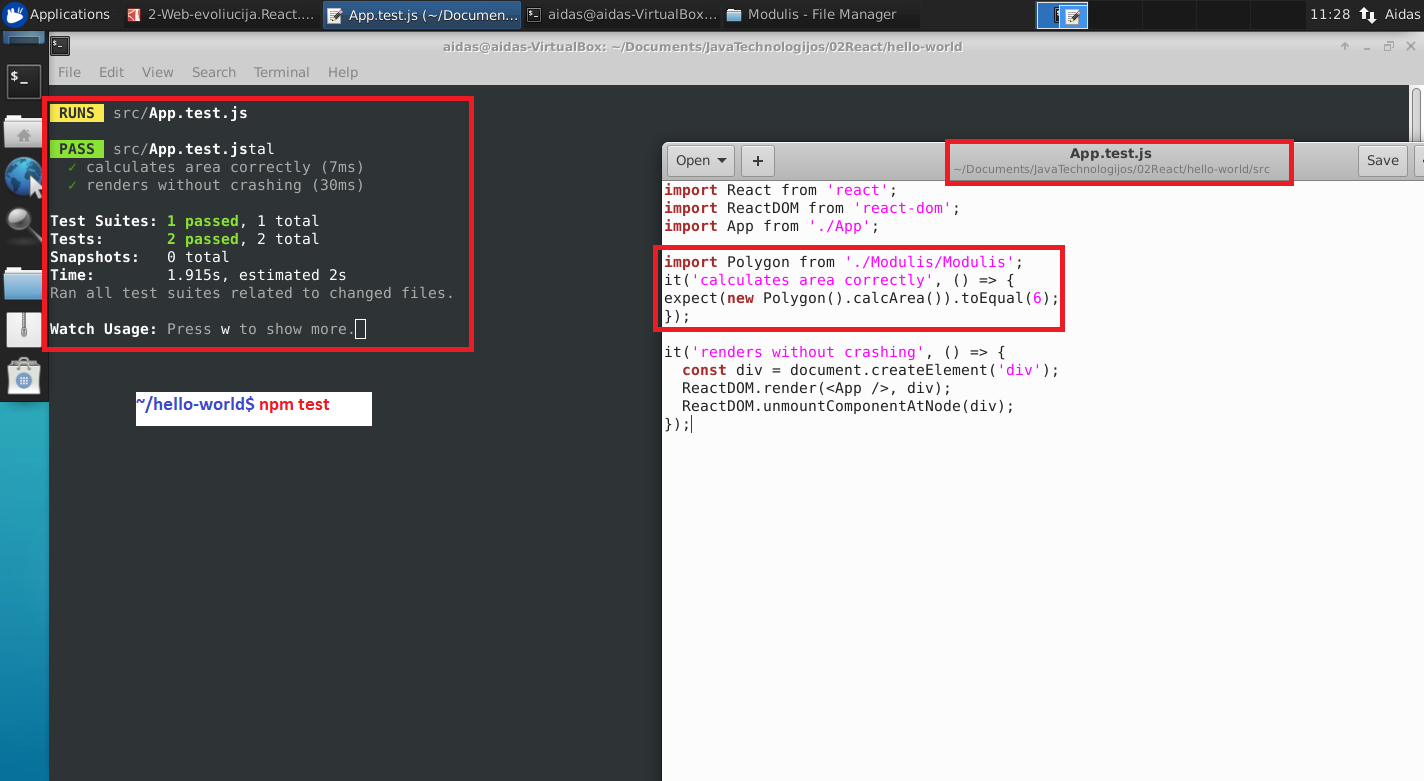 Applications
2-Web-evoliucija.React....
App.test.js (~/Documen...
aidas@aidas-VirtualBox...
Modulis - File Manager
11:28
Aidas
aidas@aidas-VirtualBox: ~/Documents/JavaTechnologijos/02React/hello-world
File Edit View Search Terminal Help
RUNS src/App.test.js
PASS src/App.test.jstal
✓ calculates area correctly (7ms)
✓ renders without crashing (30ms)
Test Suites: 1 passed, 1 total
Tests: 2 passed, 2 total
Snapshots: 0 total
Time: 1.915s, estimated 2s
Ran all test suites related to changed files.
Watch Usage: Press w to show more.
~/hello-world$ npm test
Open +
App.test.js
~/Documents/JavaTechnologijos/02React/hello-world/src
Save
import React from 'react';
import ReactDOM from 'react-dom';
import App from './App';
import Polygon from './Modulis/Modulis';
it('calculates area correctly', () => {
expect(new Polygon().calcArea()).toEqual(6);
});
it('renders without crashing', () => {
const div = document.createElement('div');
ReactDOM.render(<App />, div);
ReactDOM.unmountComponentAtNode(div);
});